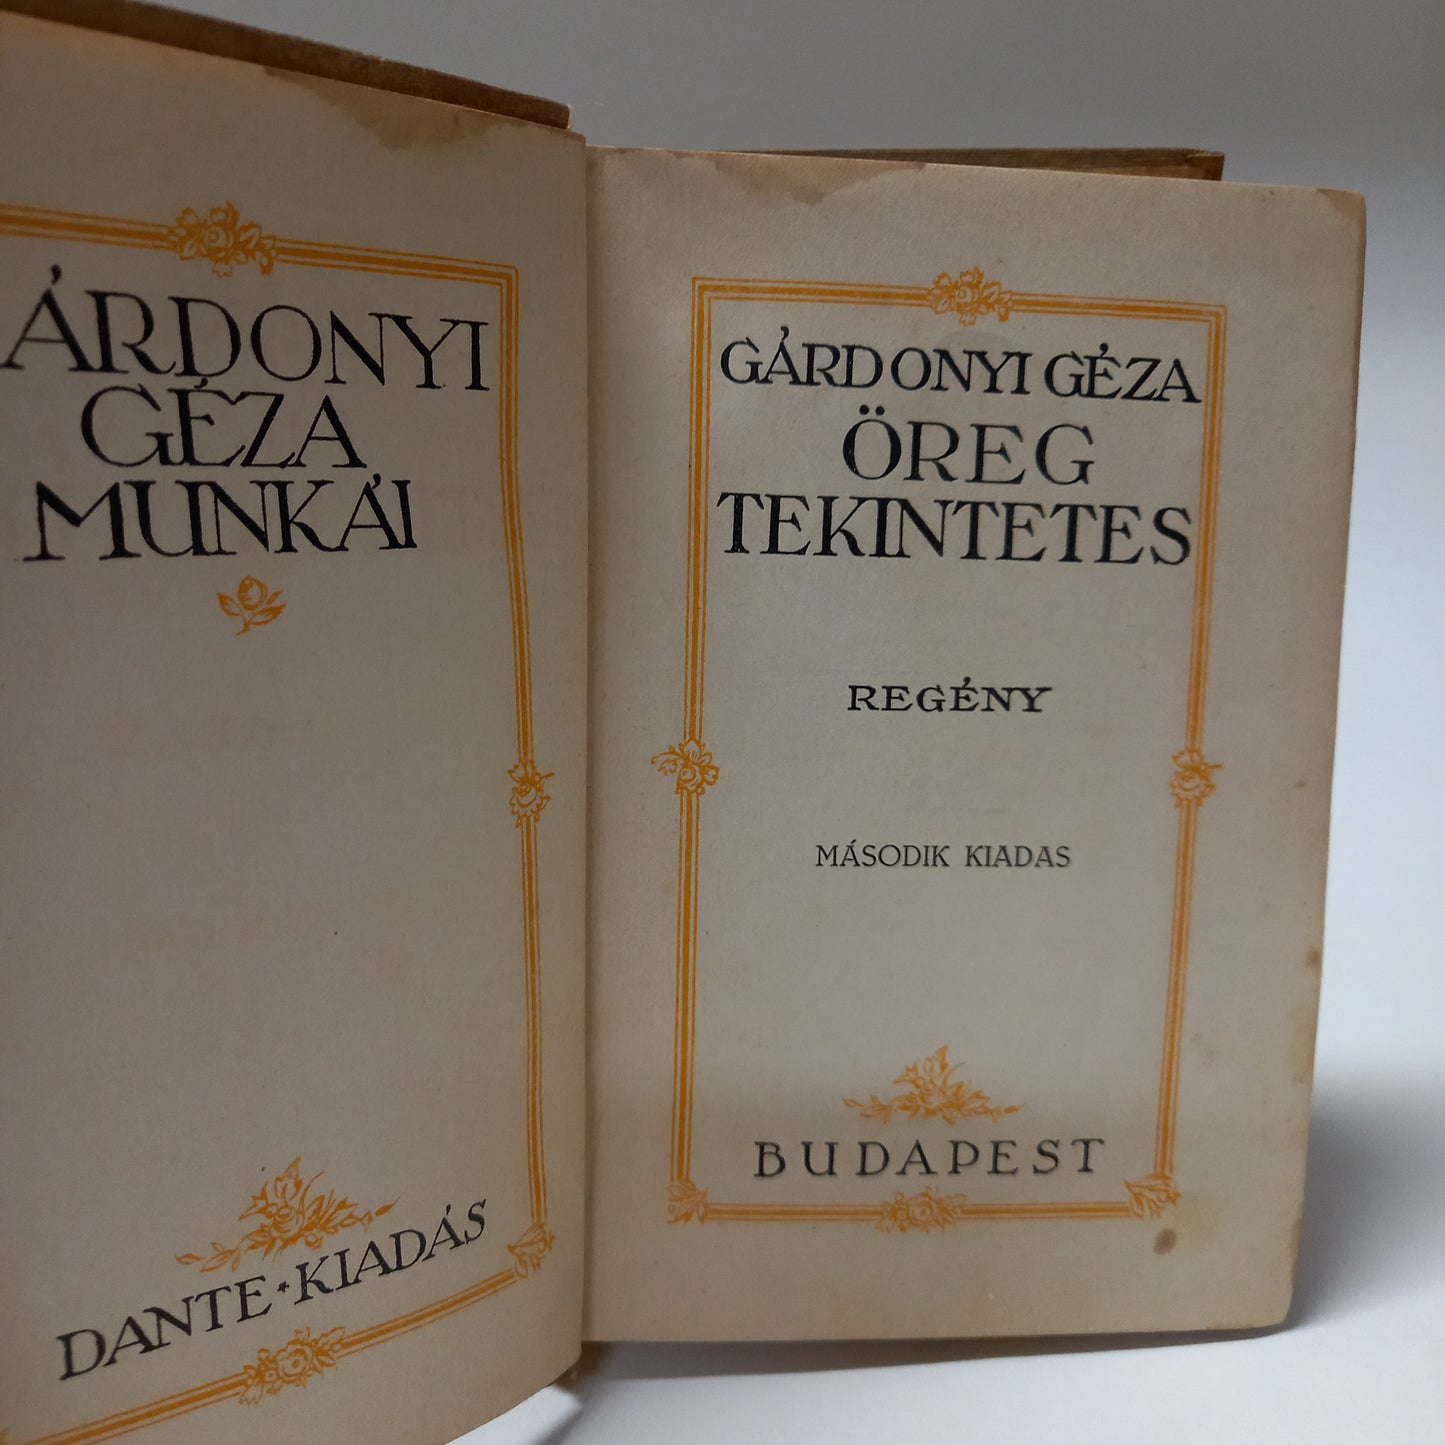 ÁRDONYI
GÉZA
MUNKÁI
DANTE * KIADÁS
GÁRDONYI GÉZA
ÖREG
TEKINTETES
REGÉNY
MÁSODIK KIADAS
BUDAPEST